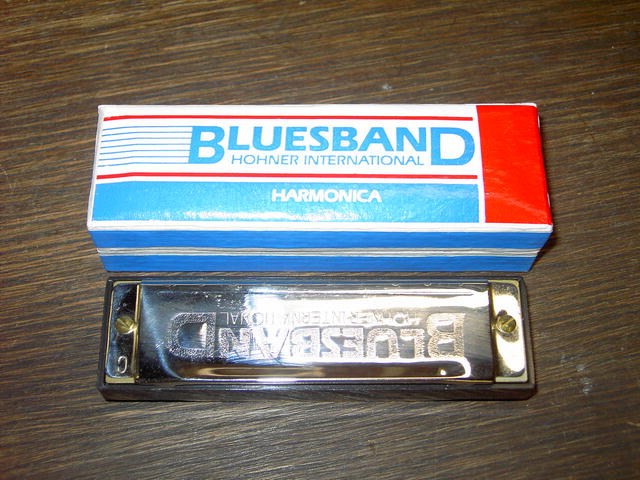 BLUESBAND
HOHNER INTERNATIONAL
HARMONICA
BLUESBAND
HOHNER INTERNATIONAL
C